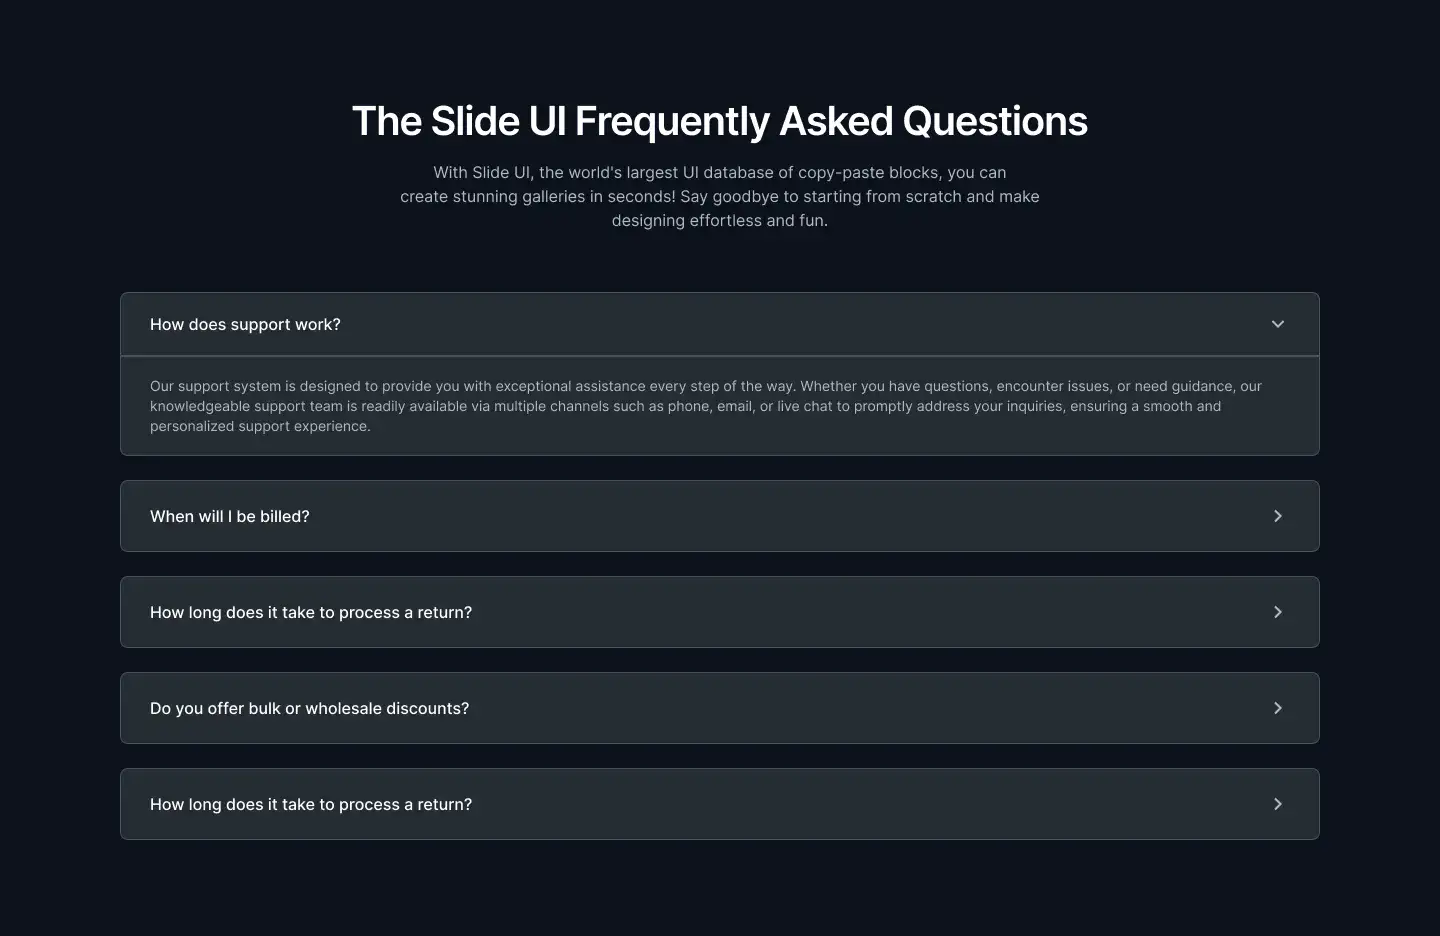 The Slide UI Frequently Asked Questions
With Slide UI, the world's largest UI database of copy-paste blocks, you can
create stunning galleries in seconds! Say goodbye to starting from scratch and make
designing effortless and fun.
How does support work?
Our support system is designed to provide you with exceptional assistance every step of the way. Whether you have questions, encounter issues, or need guidance, our
knowledgeable support team is readily available via multiple channels such as phone, email, or live chat to promptly address your inquiries, ensuring a smooth and
personalized support experience.
When will I be billed?
How long does it take to process a return?
Do you offer bulk or wholesale discounts?
How long does it take to process a return?